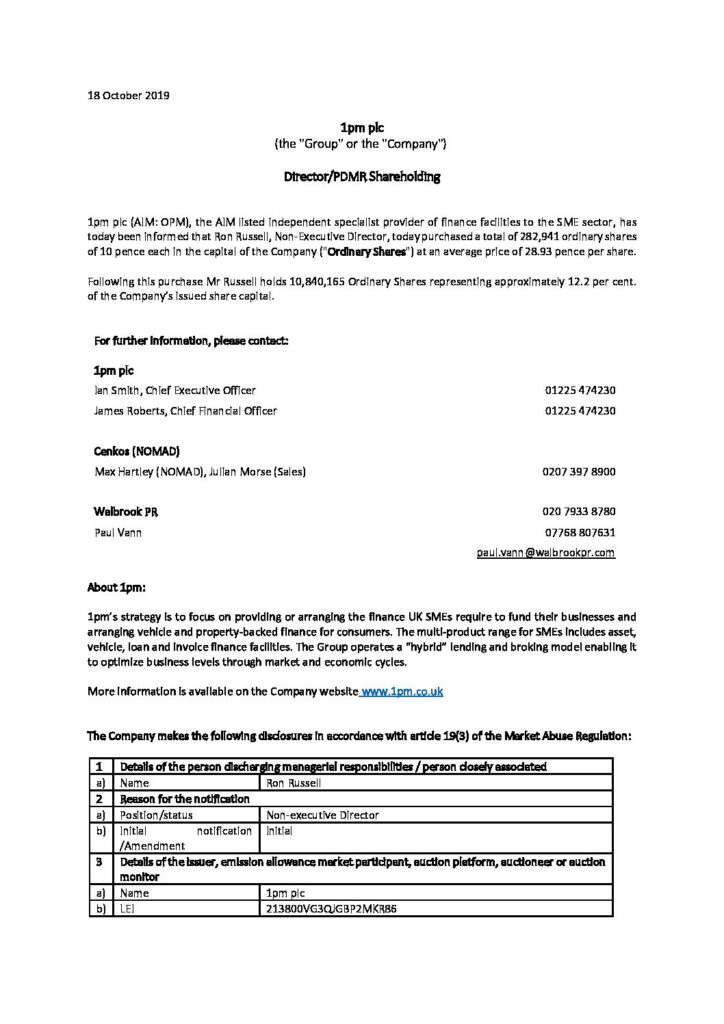 18 October 2019
1pm plc
(the "Group" or the "Company")
Director/PDMR Shareholding
1pm plc (AIM: OPM), the AIM listed independent specialist provider of finance facilities to the SME sector, has
today been informed that Ron Russell, Non-Executive Director, today purchased a total of 282,941 ordinary shares
of 10 pence each in the capital of the Company ("Ordinary Shares") at an average price of 28.93 pence per share.
Following this purchase Mr Russell holds 10,840,165 Ordinary Shares representing approximately 12.2 per cent.
of the Company's issued share capital.
For further information, please contact:
1pm plc
Ian Smith, Chief Executive Officer 01225 474230
James Roberts, Chief Financial Officer 01225 474230
Cenkos (NOMAD)
Max Hartley (NOMAD), Julian Morse (Sales) 0207 397 8900
Walbrook PR 020 7933 8780
Paul Vann 07768 807631
paul.vann@walbrookpr.com
About 1pm:
1pm's strategy is to focus on providing or arranging the finance UK SMEs require to fund their businesses and
arranging vehicle and property-backed finance for consumers. The multi-product range for SMEs includes asset,
vehicle, loan and invoice finance facilities. The Group operates a "hybrid" lending and broking model enabling it
to optimize business levels through market and economic cycles.
More information is available on the Company website www.1pm.co.uk
The Company makes the following disclosures in accordance with article 19(3) of the Market Abuse Regulation:
1 Details of the person discharging managerial responsibilities / person closely associated
a) Name Ron Russell
2 Reason for the notification
a) Position/status Non-executive Director
b) Initial notification Initial
/Amendment
3 Details of the issuer, emission allowance market participant, auction platform, auctioneer or auction
monitor
a) Name 1pm plc
b) LEI 213800VG3QJGBP2MKR86